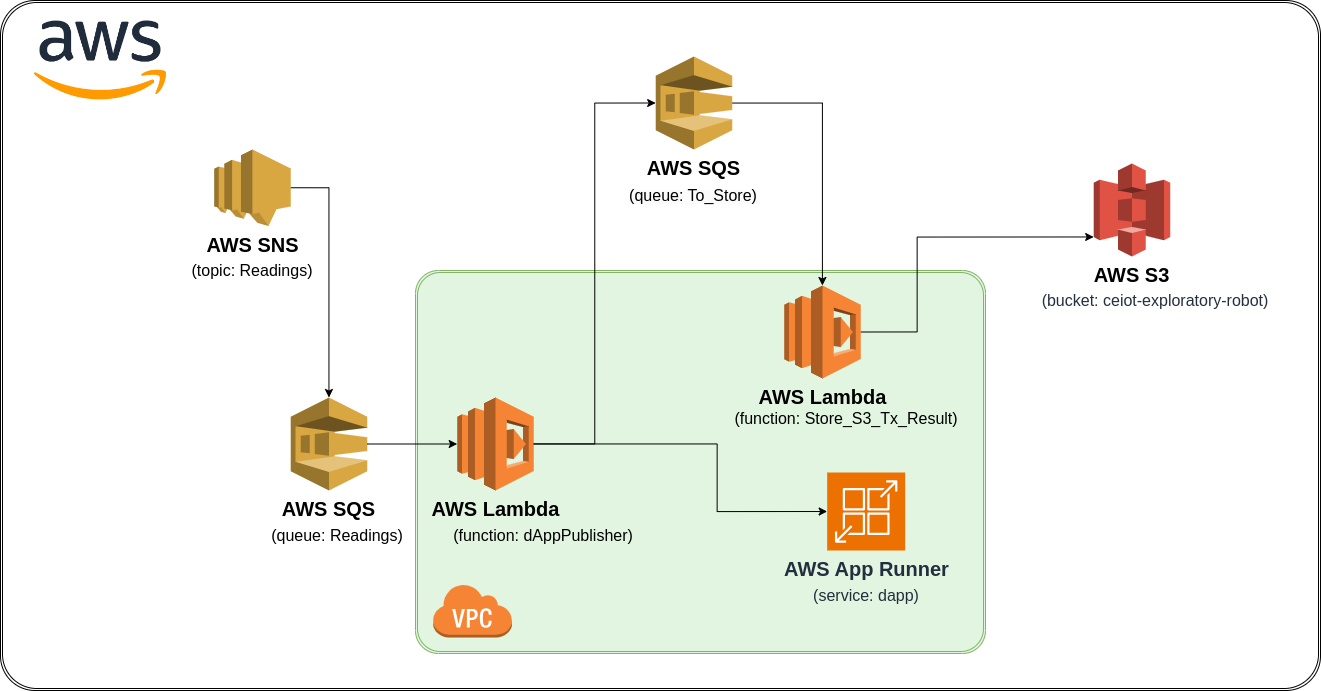 aws
AWS SQS
(queue: To_Store)
AWS SNS
(topic: Readings)
AWS S3
(bucket: ceiot-exploratory-robot)
AWS Lambda
(function: Store_S3_Tx_Result)
AWS SQS
(queue: Readings)
AWS Lambda
(function: dAppPublisher)
AWS App Runner
(service: dapp)
VPC